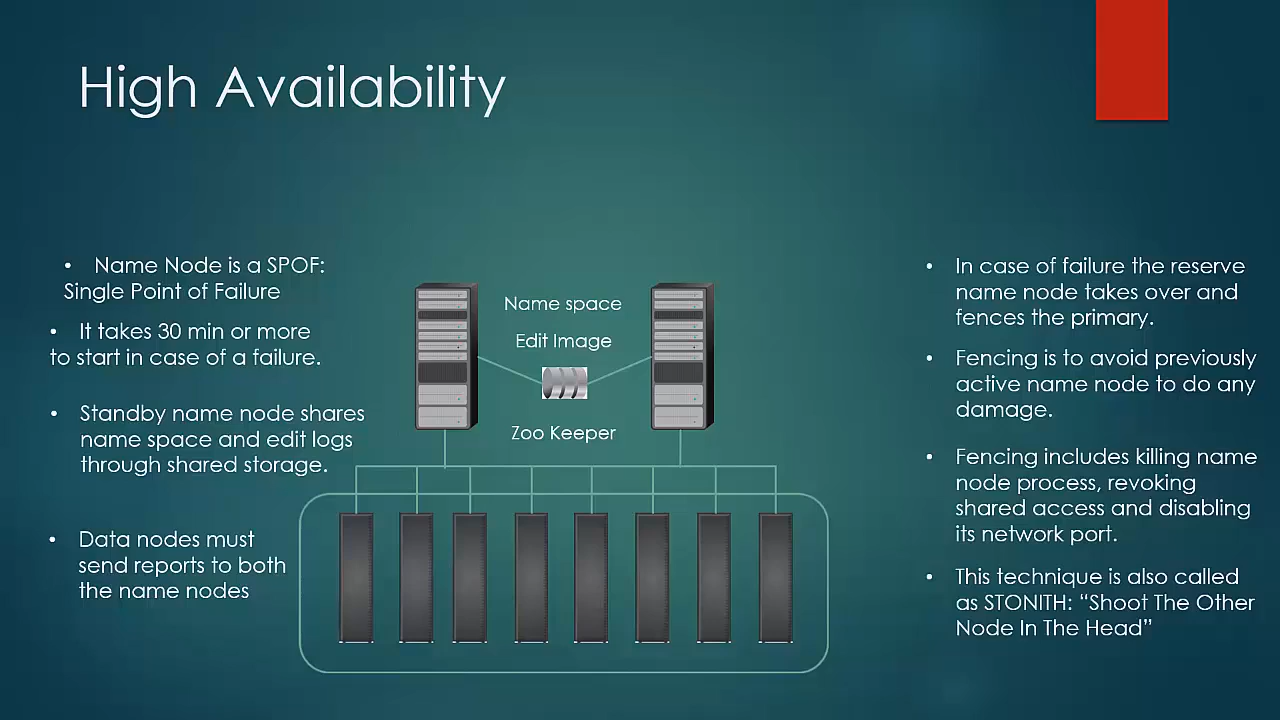 High Availability
• Name Node is a SPOF:
Single Point of Failure
• It takes 30 min or more
to start in case of a failure.
• Standby name node shares
name space and edit logs
through shared storage.
• Data nodes must
send reports to both
the name nodes
Name space
Edit Image
Zoo Keeper
• In case of failure the reserve
name node takes over and
fences the primary.
• Fencing is to avoid previously
active name node to do any
damage.
• Fencing includes killing name
node process, revoking
shared access and disabling
its network port.
• This technique is also called
as STONITH: “Shoot The Other
Node In The Head”